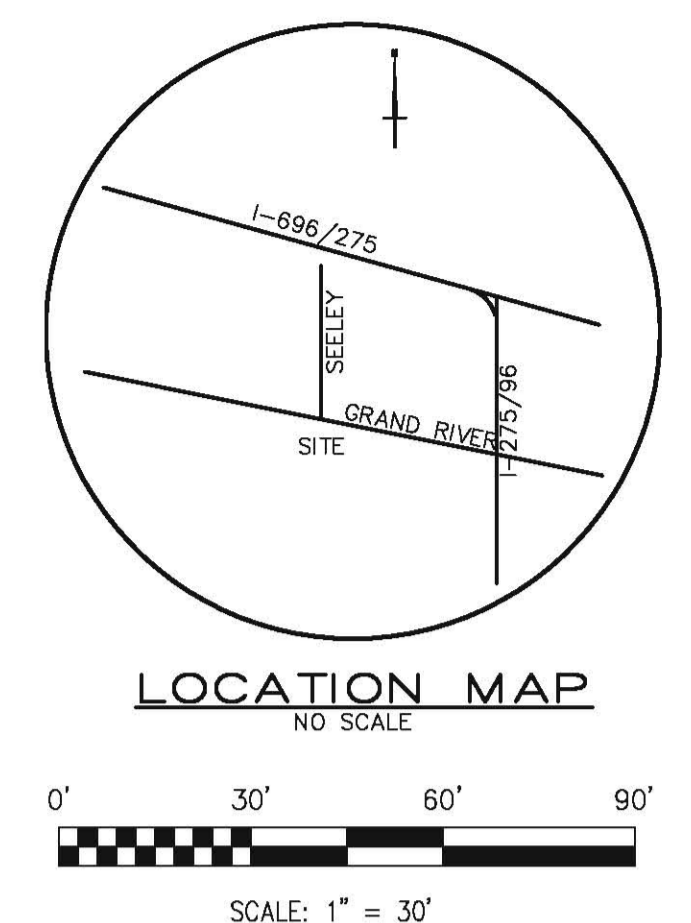 I-696/275
SEELEY
GRAND RIVER
I-275/96
SITE
LOCATION MAP
NO SCALE
0' 30' 60' 90'
SCALE: 1" = 30'